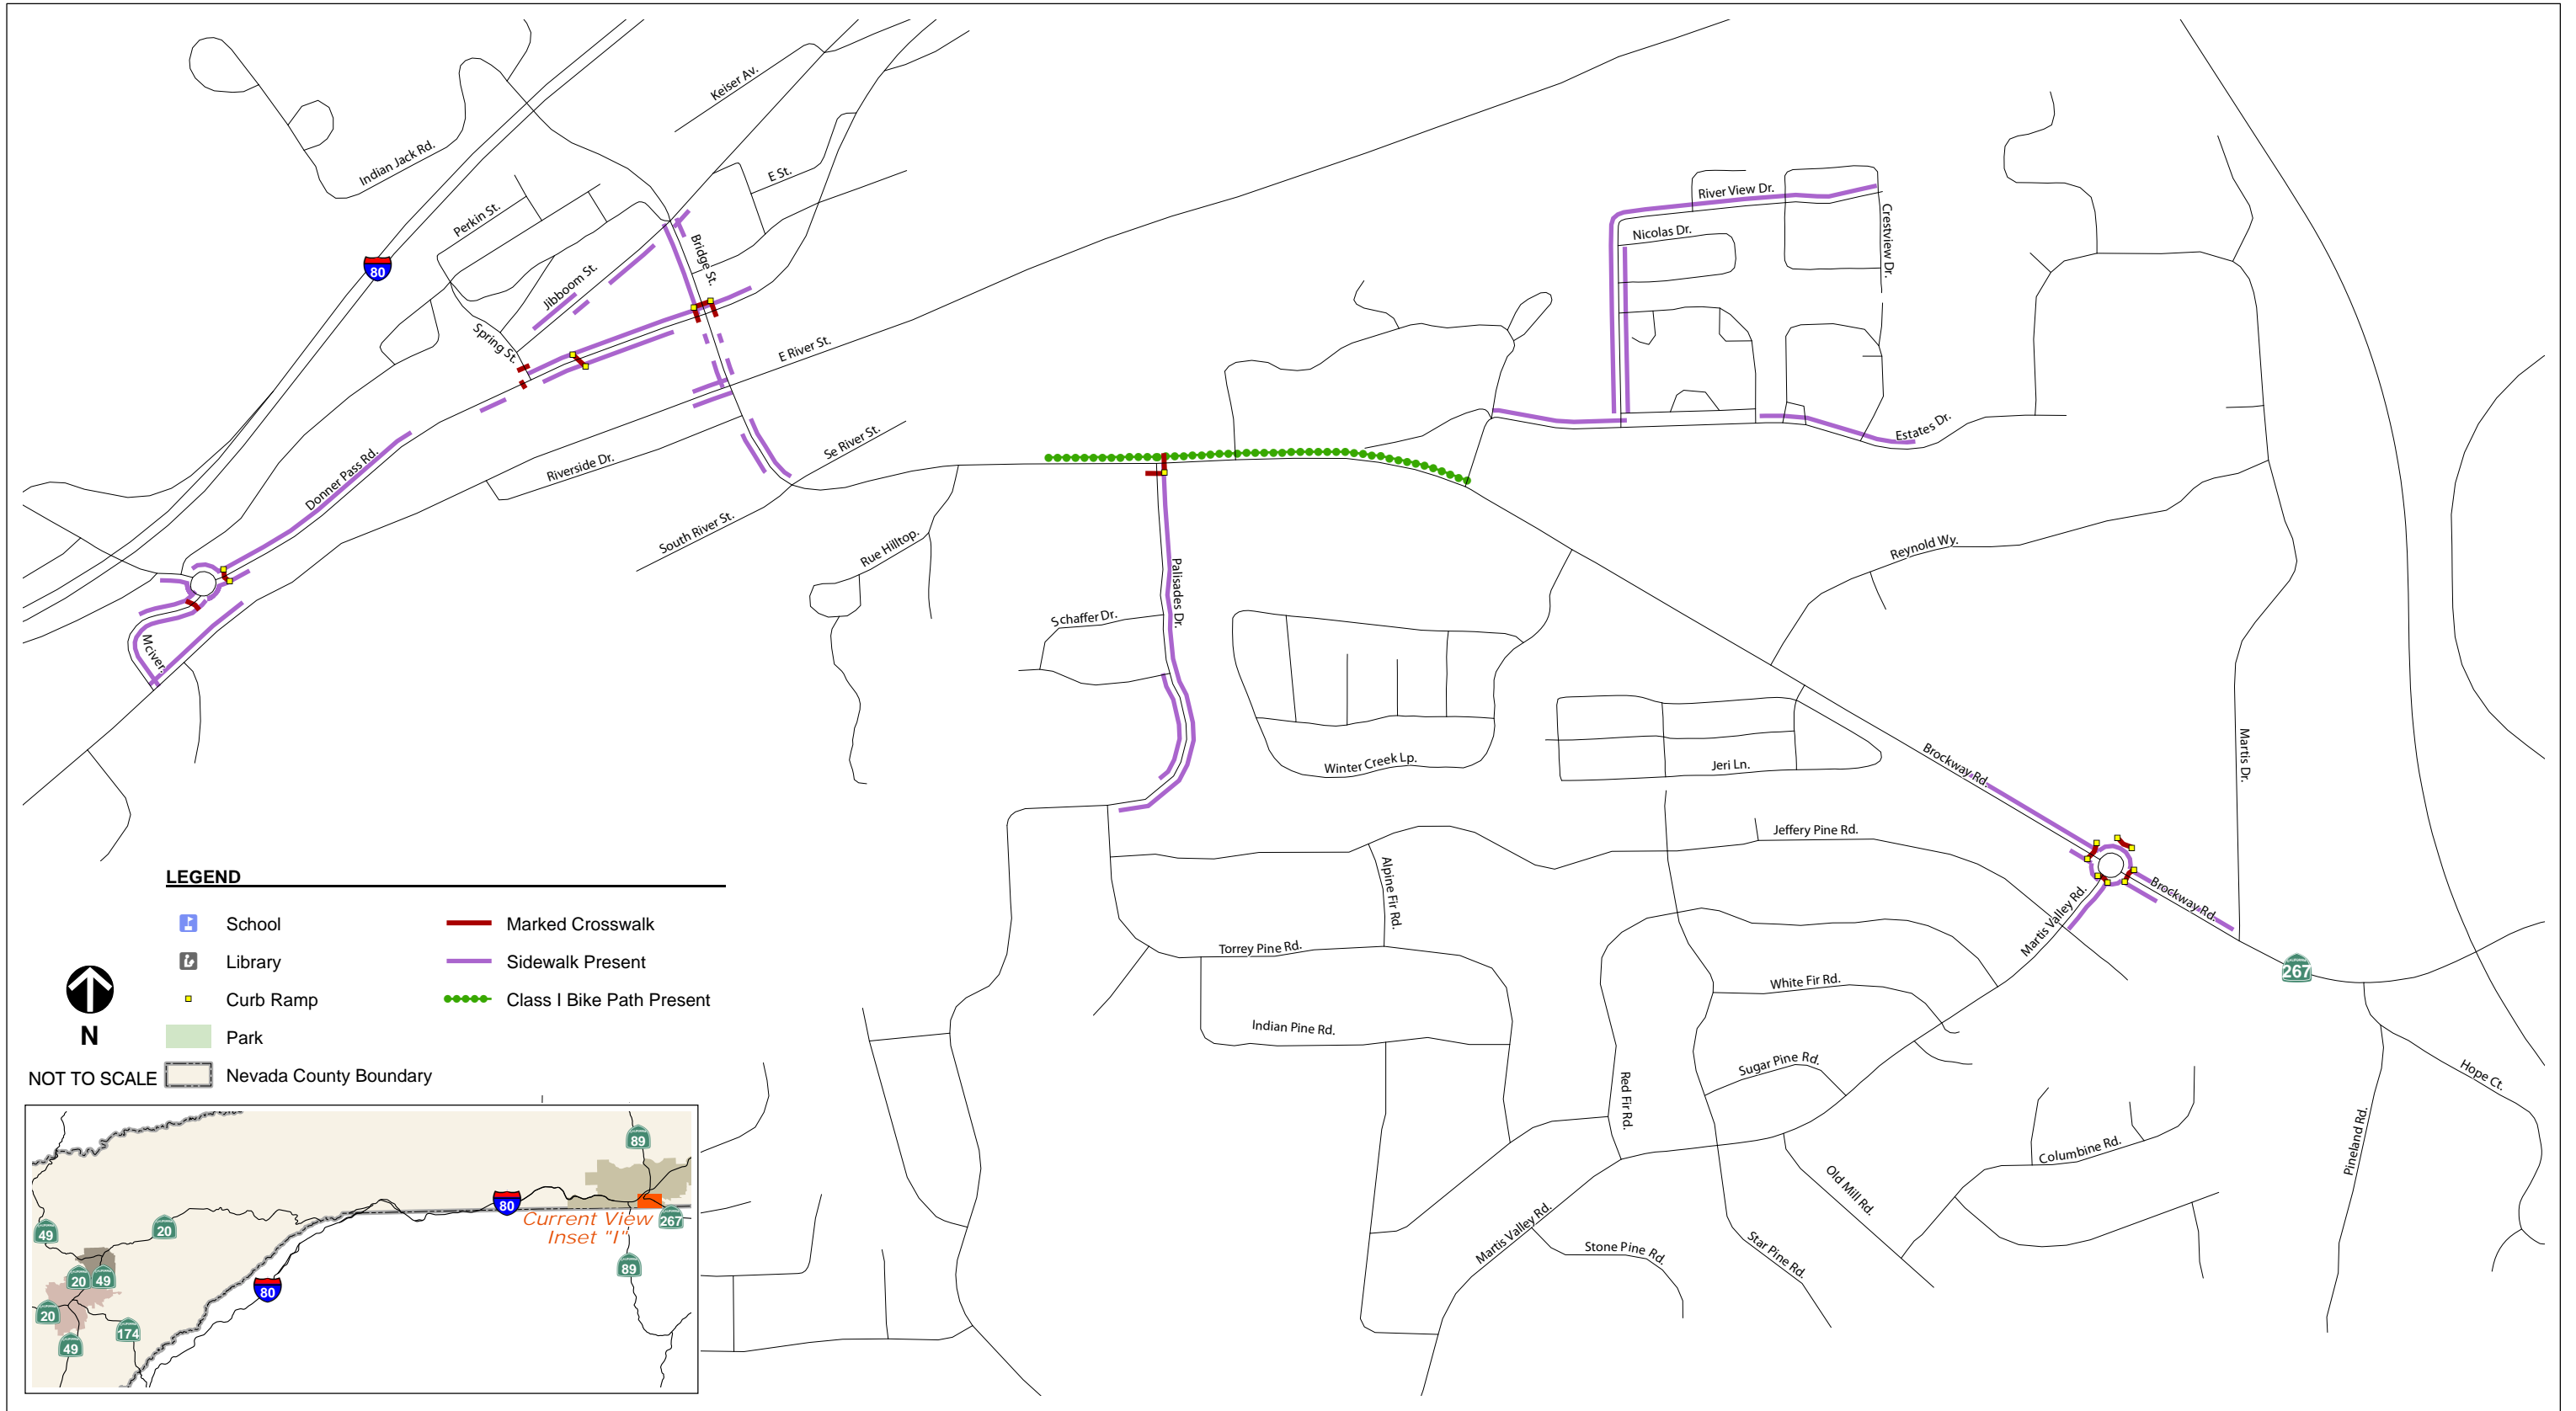 Keiser Av.
Indian Jack Rd.
E St.
Perkin St.
Bridge St.
80
Jibboom St.
Spring St.
E River St.
River View Dr.
Nicolas Dr.
Crestview Dr.
Estates Dr.
Se River St.
Riverside Dr.
Donner Pass Rd.
South River St.
Rue Hilltop.
Reynold Wy.
Palisades Dr.
Schaffer Dr.
Mciver.
Winter Creek Lp.
Jeri Ln.
Brockway Rd.
Martis Dr.
Jeffery Pine Rd.
Alpine Fir Rd.
Brockway Rd.
Martis Valley Rd.
Torrey Pine Rd.
267
White Fir Rd.
Indian Pine Rd.
Sugar Pine Rd.
Red Fir Rd.
Hope Ct.
Pineland Rd.
Columbine Rd.
Old Mill Rd.
Martis Valley Rd.
Stone Pine Rd.
Star Pine Rd.
LEGEND
School
Marked Crosswalk
Library
Sidewalk Present
Curb Ramp
Class I Bike Path Present
N
Park
NOT TO SCALE
Nevada County Boundary
89
80
Current View
Inset "I"
267
49
20
20
49
89
80
20
174
49